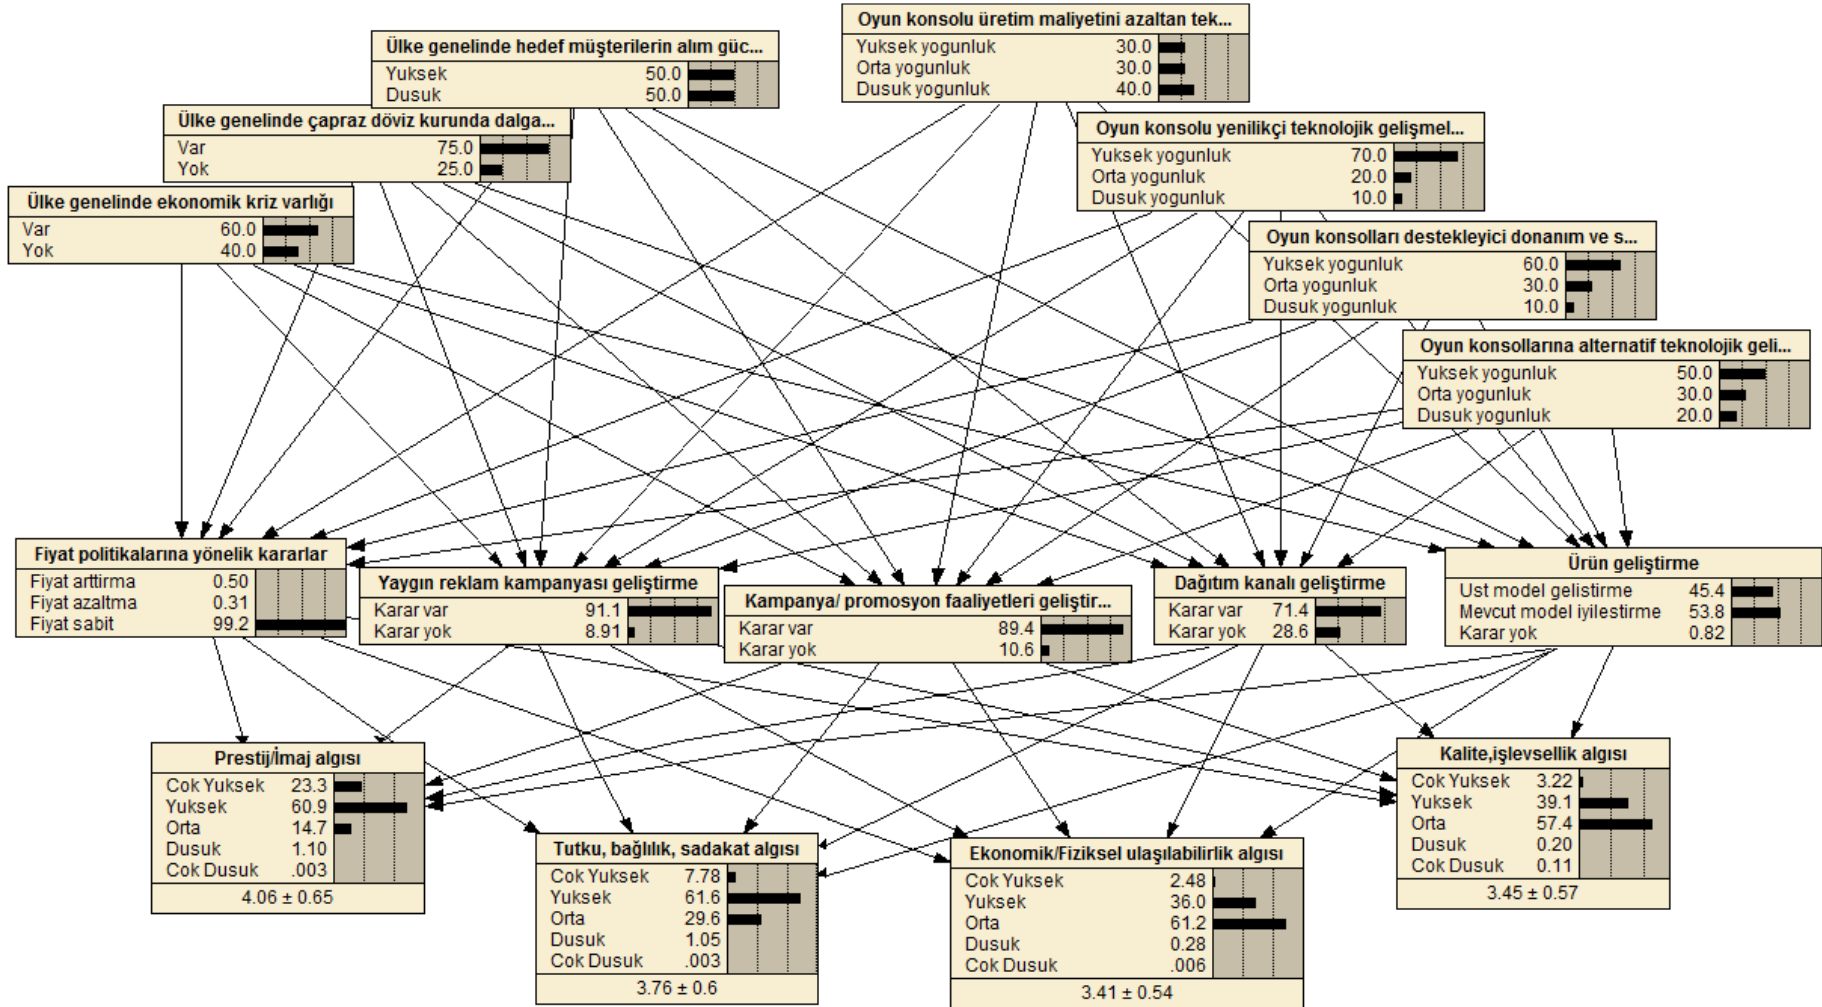 Oyun konsolu üretim maliyetini azaltan tek...
Yuksek yogunluk 30.0
Orta yogunluk 30.0
Dusuk yogunluk 40.0
Ülke genelinde hedef müşterilerin alım güc...
Yuksek 50.0
Dusuk 50.0
Ülke genelinde çapraz döviz kurunda dalga...
Var 75.0
Yok 25.0
Oyun konsolu yenilikçi teknolojik gelişmel...
Yuksek yogunluk 70.0
Orta yogunluk 20.0
Dusuk yogunluk 10.0
Ülke genelinde ekonomik kriz varlığı
Var 60.0
Yok 40.0
Oyun konsolları destekleyici donanım ve s...
Yuksek yogunluk 60.0
Orta yogunluk 30.0
Dusuk yogunluk 10.0
Oyun konsollarına alternatif teknolojik geli...
Yuksek yogunluk 50.0
Orta yogunluk 30.0
Dusuk yogunluk 20.0
Fiyat politikalarına yönelik kararlar
Fiyat arttirma 0.50
Fiyat azaltma 0.31
Fiyat sabit 99.2
Yaygın reklam kampanyası geliştirme
Karar var 91.1
Karar yok 8.91
Kampanya/ promosyon faaliyetleri geliştir...
Karar var 89.4
Karar yok 10.6
Dağıtım kanalı geliştirme
Karar var 71.4
Karar yok 28.6
Ürün geliştirme
Ust model gelistirme 45.4
Mevcut model iyilestirme 53.8
Karar yok 0.82
Prestij/İmaj algısı
Cok Yuksek 23.3
Yuksek 60.9
Orta 14.7
Dusuk 1.10
Cok Dusuk .003
4.06 ± 0.65
Tutku, bağlılık, sadakat algısı
Cok Yuksek 7.78
Yuksek 61.6
Orta 29.6
Dusuk 1.05
Cok Dusuk .003
3.76 ± 0.6
Ekonomik/Fiziksel ulaşılabilirlik algısı
Cok Yuksek 2.48
Yuksek 36.0
Orta 61.2
Dusuk 0.28
Cok Dusuk .006
3.41 ± 0.54
Kalite,işlevsellik algısı
Cok Yuksek 3.22
Yuksek 39.1
Orta 57.4
Dusuk 0.20
Cok Dusuk 0.11
3.45 ± 0.57